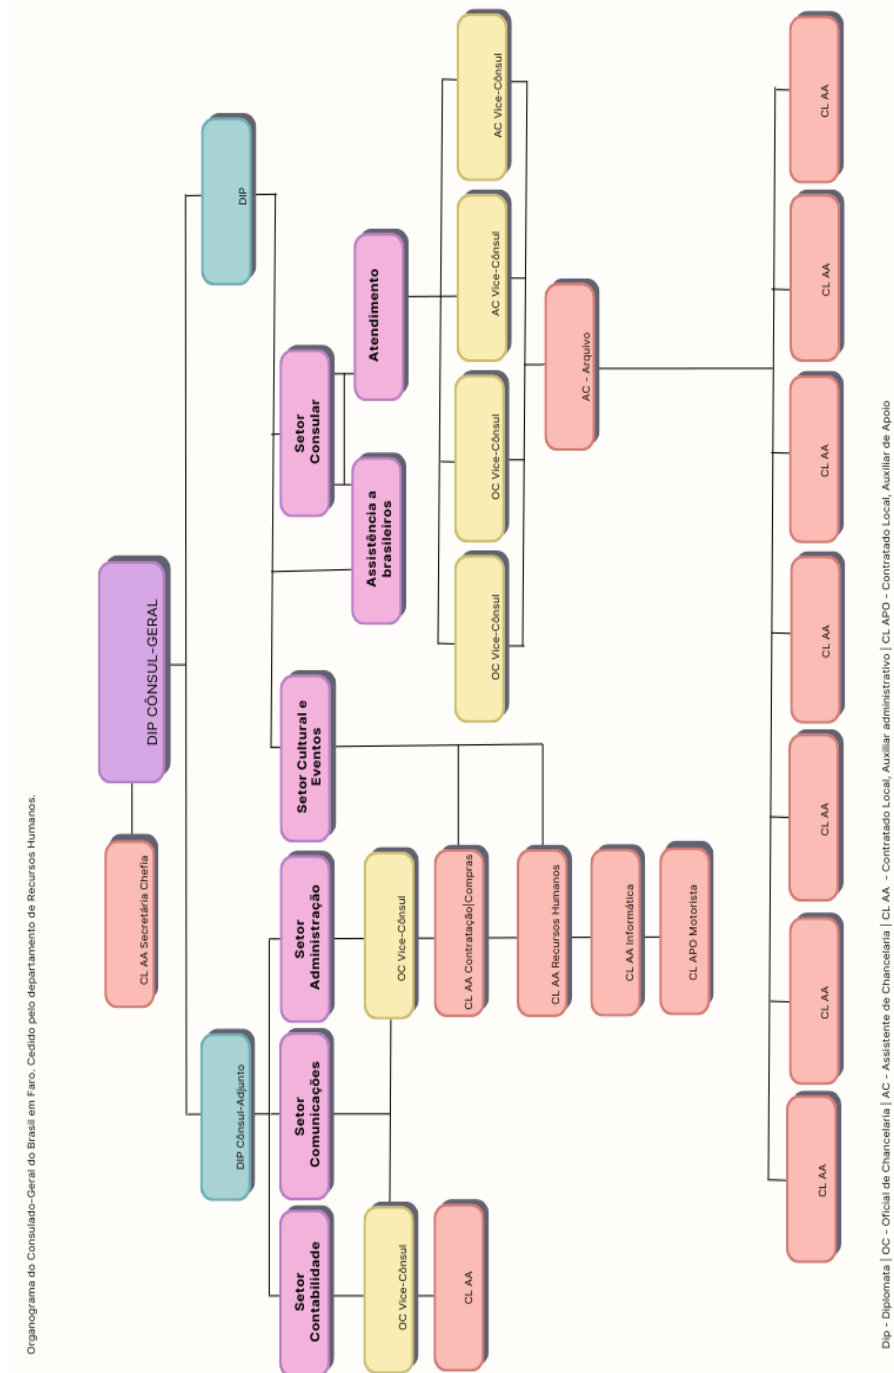 Organograma do Consulado-Geral do Brasil em Faro. Cedido pelo departamento de Recursos Humanos.
CL AA Secretária Chefia
DIP CÔNSUL-GERAL
DIP Cônsul-Adjunto
DIP
Setor
Contabilidade
Setor
Comunicações
Setor
Administração
Setor Cultural e
Eventos
Setor
Consular
Assistência a
brasileiros
Atendimento
OC Vice-Cônsul
OC Vice-Cônsul
CL AA
CL AA Contratação|Compras
CL AA Recursos Humanos
CL AA Informática
CL APO Motorista
OC Vice-Cônsul
OC Vice-Cônsul
AC Vice-Cônsul
AC Vice-Cônsul
AC - Arquivo
CL AA
CL AA
CL AA
CL AA
CL AA
CL AA
CL AA
Dip - Diplomata | OC - Oficial de Chancelaria | AC - Assistente de Chancelaria | CL AA - Contratado Local, Auxiliar administrativo | CL APO - Contratado Local, Auxiliar de Apoio